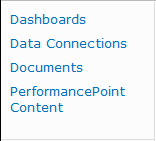 Dashboards
Data Connections
Documents
PerformancePoint
Content